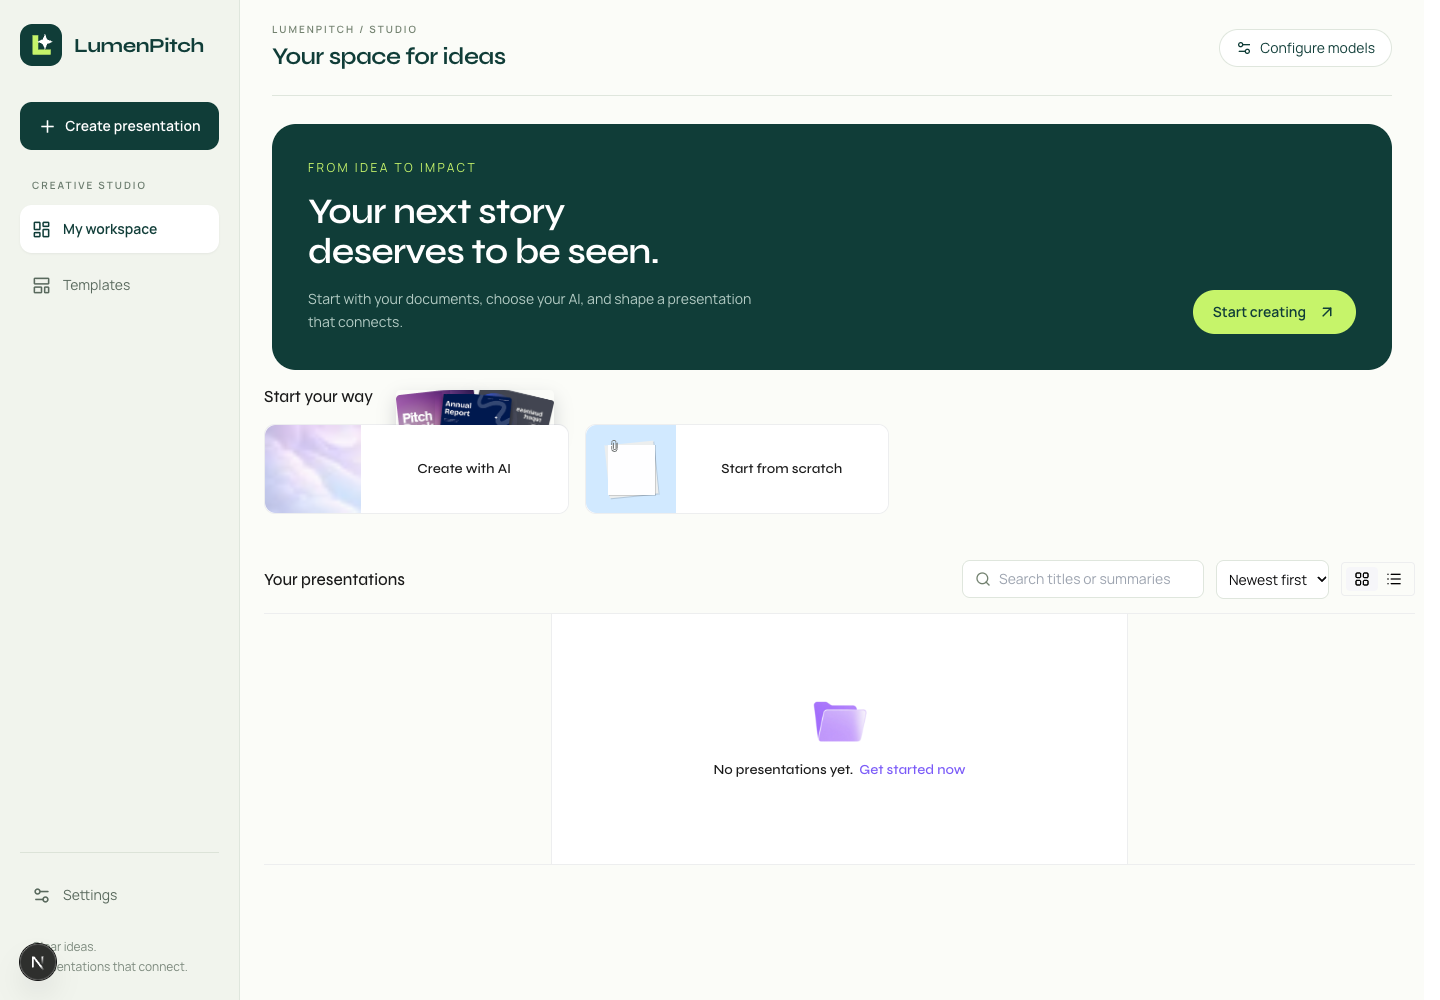 LumenPitch
Create presentation
CREATIVE STUDIO
My workspace
Templates
Settings
ar ideas.
entations that connect.
N
LUMENPITCH / STUDIO
Your space for ideas
Configure models
FROM IDEA TO IMPACT
Your next story
deserves to be seen.
Start with your documents, choose your AI, and shape a presentation
that connects.
Start creating
Start your way
Pitch
Annual
Report
Create with AI
Start from scratch
Your presentations
Search titles or summaries
Newest first
No presentations yet. Get started now